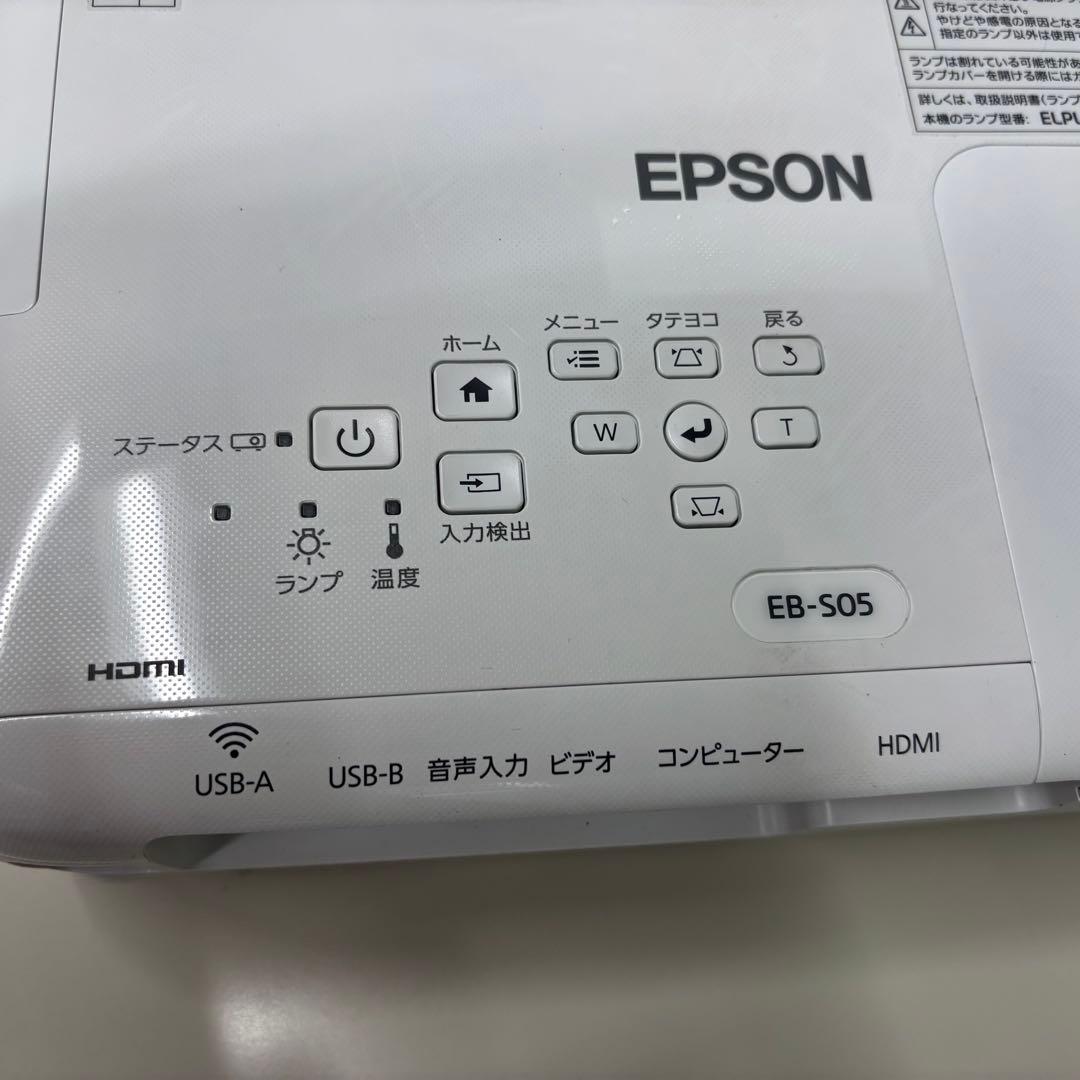 行なってください。
やけどや感電の原因となる
指定のランプ以外は使用
ランプは割れている可能性が
ランプカバーを開ける際には
詳しくは、取扱説明書(ランプ
本機のランプ型番: ELPL
EPSON
メニュー タテヨコ 戻る
ホーム
W T
ステータス
入力検出
ランプ 温度
EB-S05
HDMI
USB-A USB-B 音声入力 ビデオ コンピューター HDMI